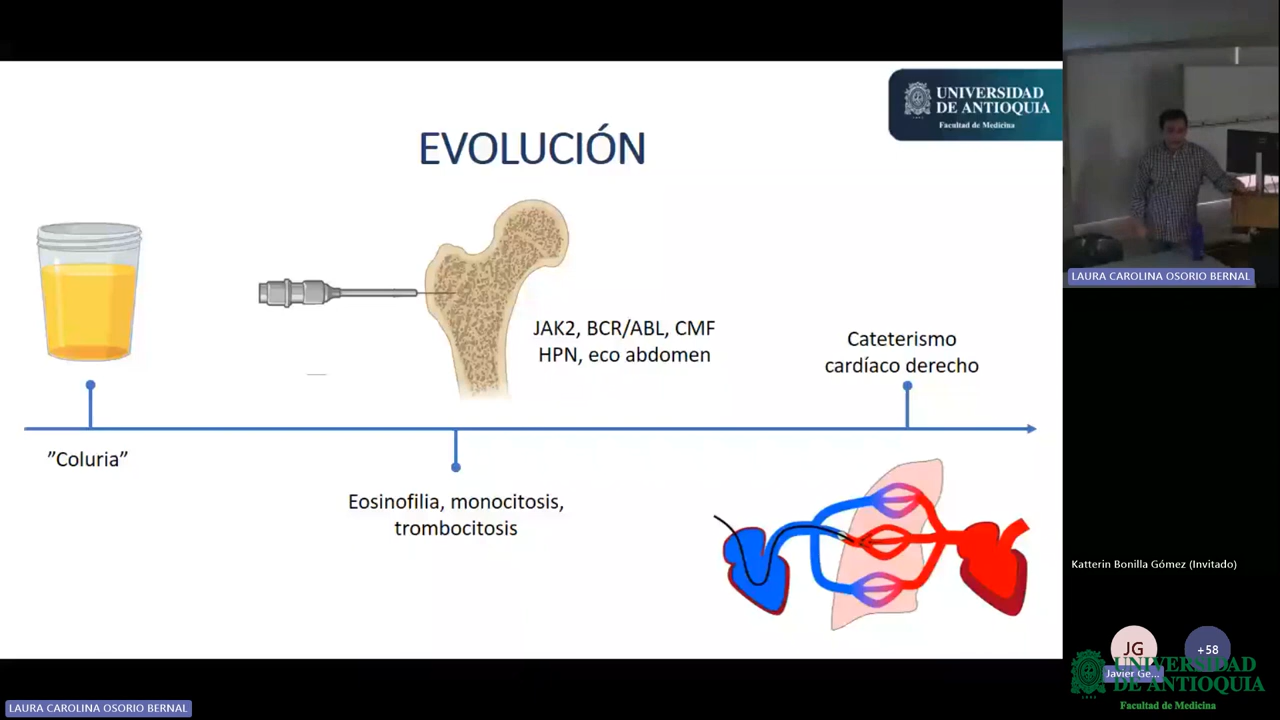 UNIVERSIDAD
DE ANTIOQUIA
Facultad de Medicina
EVOLUCIÓN
JAK2, BCR/ABL, CMF
HPN, eco abdomen
Cateterismo
cardíaco derecho
"Coluria"
Eosinofilia, monocitosis,
trombocitosis
LAURA CAROLINA OSORIO BERNAL
Katterin Bonilla Gómez (Invitado)
JG
+58
Javier Ge...
UNIVERSIDAD
DE ANTIOQUIA
Facultad de Medicina
LAURA CAROLINA OSORIO BERNAL